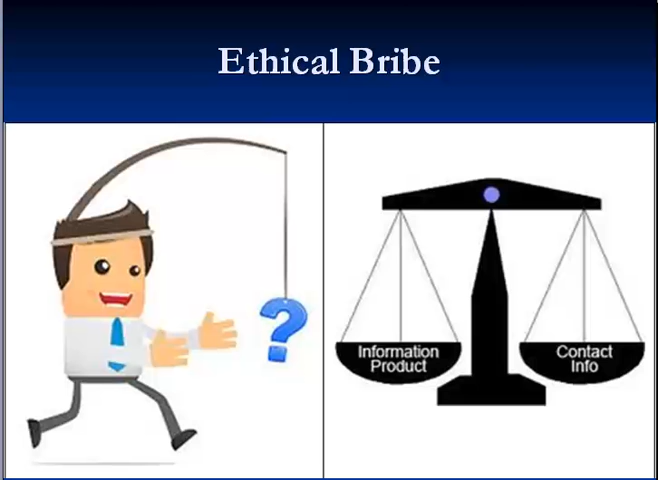 Ethical Bribe
?
Information
Product
Contact
Info